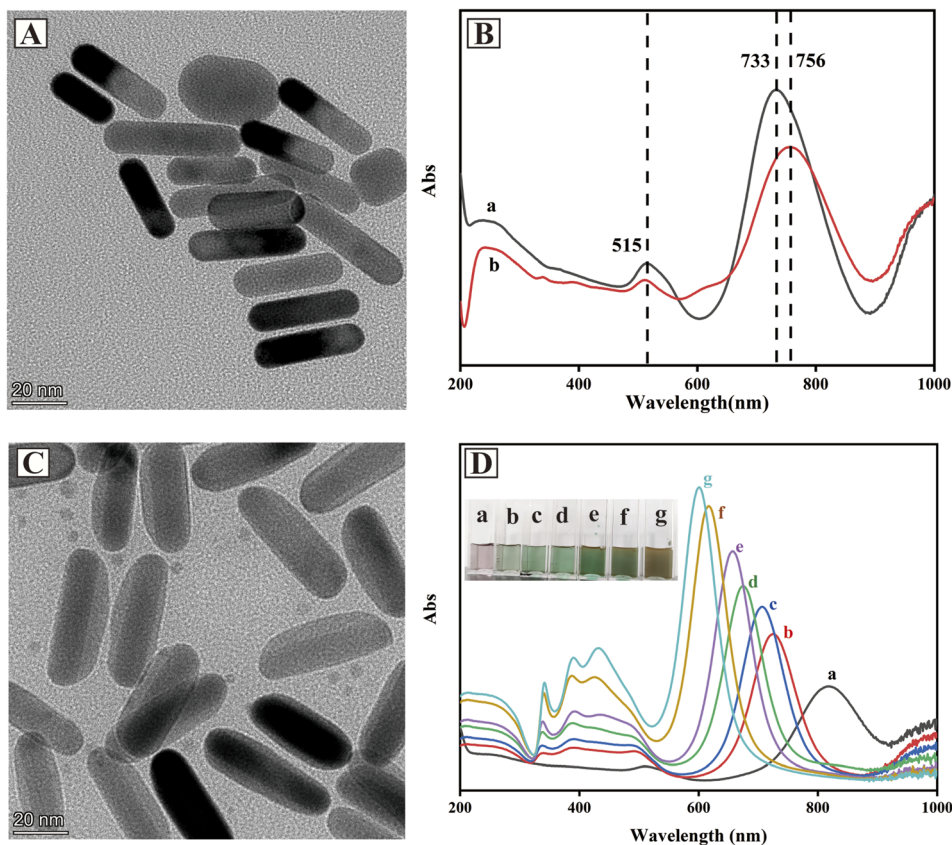 A
20 nm
B
733
756
515
a
b
Abs
200
400
600
800
1000
Wavelength(nm)
C
20 nm
D
a b c d e f g
g
f
e
d
c
b
a
Abs
200
400
600
800
1000
Wavelength (nm)